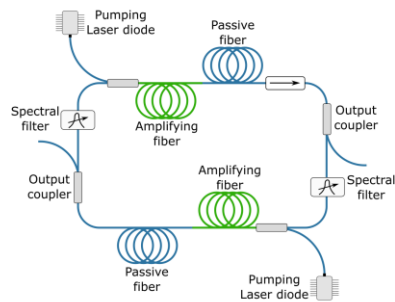 Pumping
Laser diode
Passive
fiber
Spectral
filter
Amplifying
fiber
Output
coupler
Output
coupler
Amplifying
fiber
Spectral
filter
Passive
fiber
Pumping
Laser diode